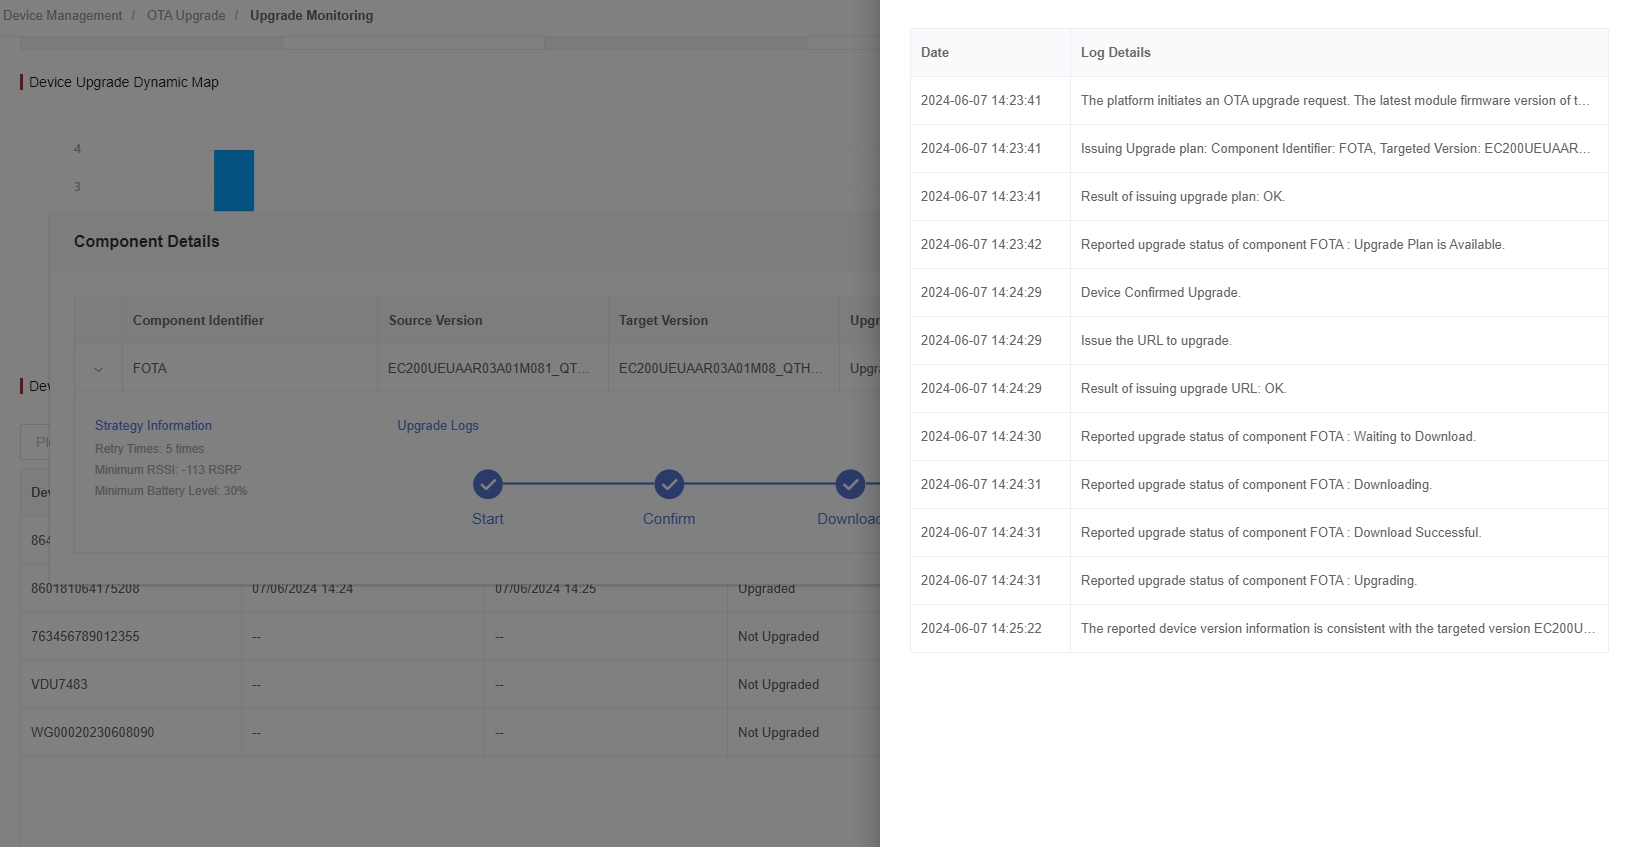 Device Management / OTA Upgrade / Upgrade Monitoring
Device Upgrade Dynamic Map
4
3
Component Details
Component Identifier Source Version Target Version Upgr
FOTA EC200UEUAAR03A01M081_QT... EC200UEUAAR03A01M08_QTH... Upgra
Strategy Information
Retry Times: 5 times
Minimum RSSI: -113 RSRP
Minimum Battery Level: 30%
Upgrade Logs
Start Confirm Download
Dev
Pl
Dev
864
860181064175208 07/06/2024 14:24 07/06/2024 14:25 Upgraded
763456789012355 -- -- Not Upgraded
VDU7483 -- -- Not Upgraded
WG00020230608090 -- -- Not Upgraded
Date Log Details
2024-06-07 14:23:41 The platform initiates an OTA upgrade request. The latest module firmware version of t...
2024-06-07 14:23:41 Issuing Upgrade plan: Component Identifier: FOTA, Targeted Version: EC200UEUAAR...
2024-06-07 14:23:41 Result of issuing upgrade plan: OK.
2024-06-07 14:23:42 Reported upgrade status of component FOTA : Upgrade Plan is Available.
2024-06-07 14:24:29 Device Confirmed Upgrade.
2024-06-07 14:24:29 Issue the URL to upgrade.
2024-06-07 14:24:29 Result of issuing upgrade URL: OK.
2024-06-07 14:24:30 Reported upgrade status of component FOTA : Waiting to Download.
2024-06-07 14:24:31 Reported upgrade status of component FOTA : Downloading.
2024-06-07 14:24:31 Reported upgrade status of component FOTA : Download Successful.
2024-06-07 14:24:31 Reported upgrade status of component FOTA : Upgrading.
2024-06-07 14:25:22 The reported device version information is consistent with the targeted version EC200U...